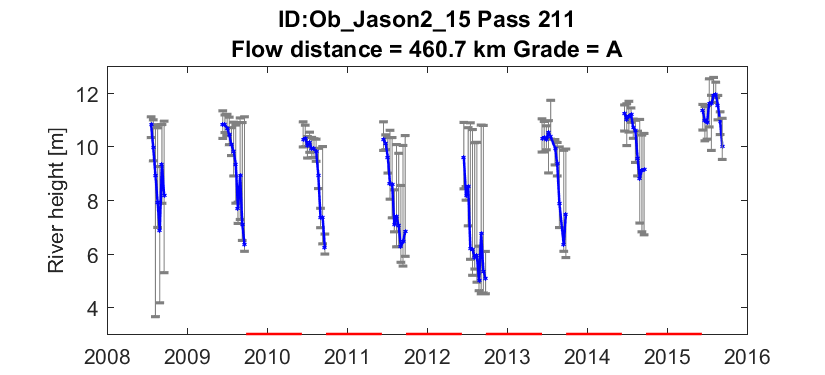 ID:Ob_Jason2_15 Pass 211
Flow distance = 460.7 km Grade = A
River height [m]
12
10
8
6
4
2008 2009 2010 2011 2012 2013 2014 2015 2016